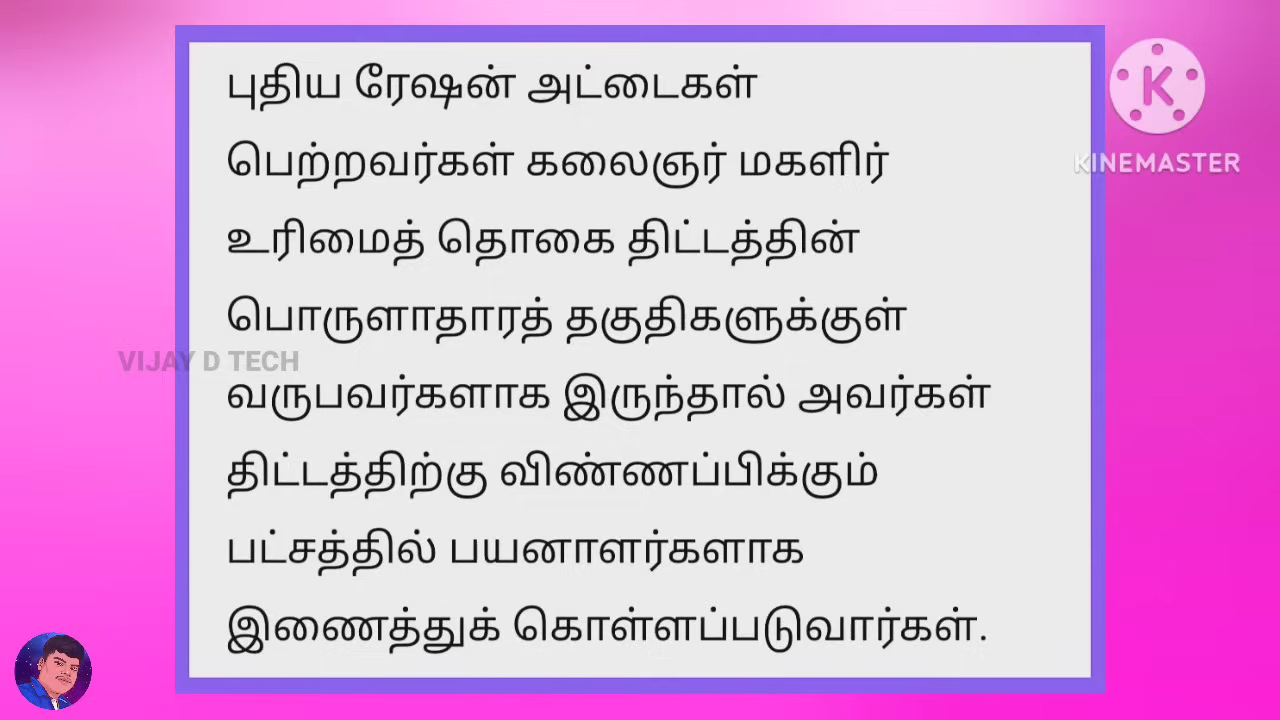 புதிய ரேஷன் அட்டைகள்
பெற்றவர்கள் கலைஞர் மகளிர்
KINEMASTER
உரிமைத் தொகை திட்டத்தின்
பொருளாதாரத் தகுதிகளுக்குள்
VIJAY D TECH
வருபவர்களாக இருந்தால் அவர்கள்
திட்டத்திற்கு விண்ணப்பிக்கும்
பட்சத்தில் பயனாளர்களாக
இணைத்துக் கொள்ளப்படுவார்கள்.